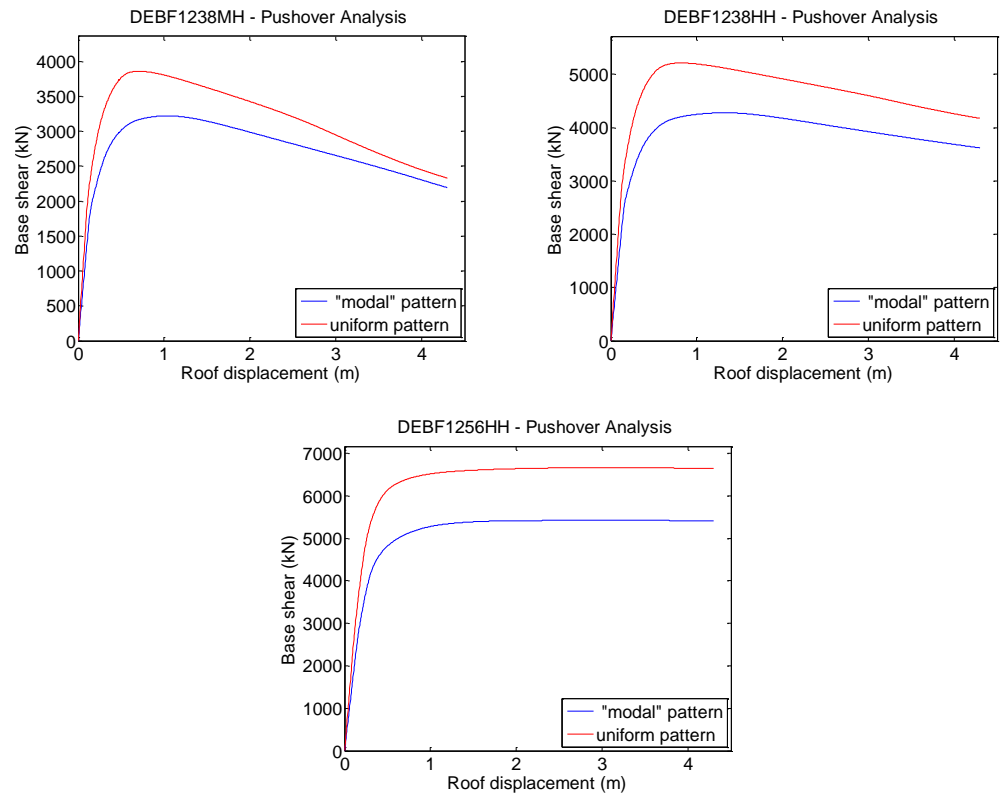 DEBF1238MH - Pushover Analysis
4000
3500
3000
2500
2000
1500
1000
500
0
Base shear (kN)
0 1 2 3 4
Roof displacement (m)
"modal" pattern
uniform pattern
DEBF1238HH - Pushover Analysis
5000
4000
3000
2000
1000
0
Base shear (kN)
0 1 2 3 4
Roof displacement (m)
"modal" pattern
uniform pattern
DEBF1256HH - Pushover Analysis
7000
6000
5000
4000
3000
2000
1000
0
Base shear (kN)
0 1 2 3 4
Roof displacement (m)
"modal" pattern
uniform pattern